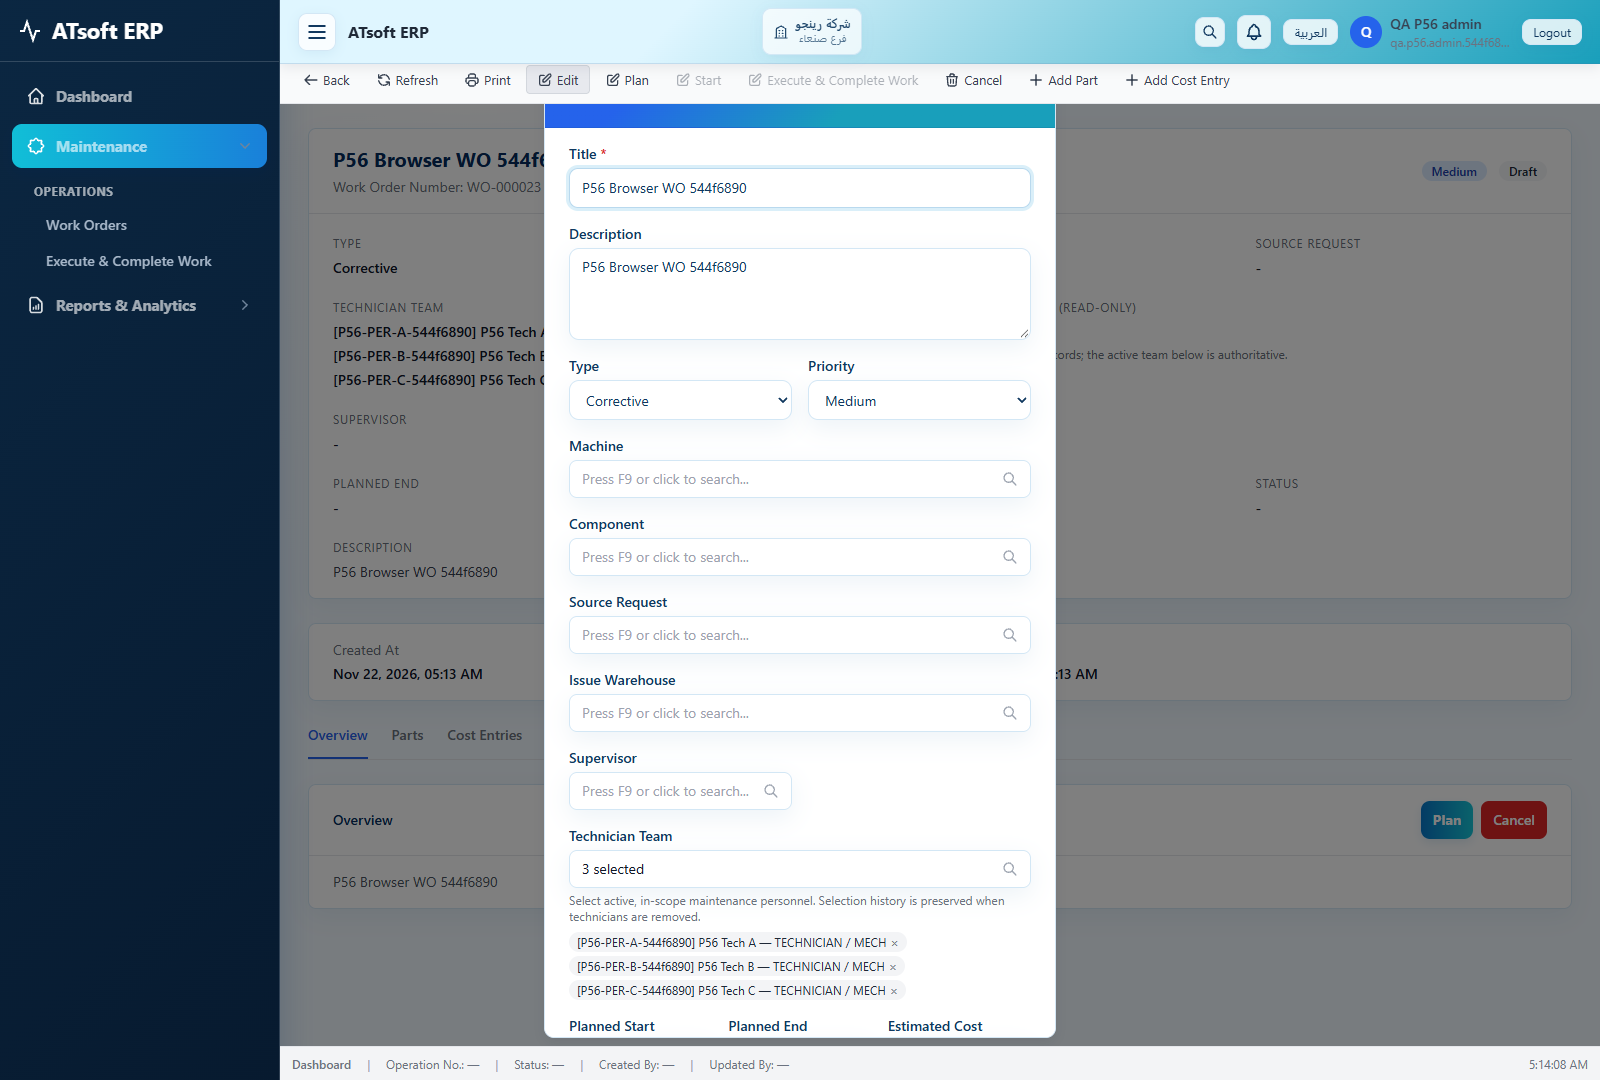 ATsoft ERP
Dashboard
Maintenance
OPERATIONS
Work Orders
Execute & Complete Work
Reports & Analytics
ATsoft ERP
شركة رينجو
فرع صنعاء
العربية
Q
QA P56 admin
qa.p56.admin.544f68...
Logout
Back
Refresh
Print
Edit
Plan
Start
Execute & Complete Work
Cancel
Add Part
Add Cost Entry
P56 Browser WO 544f6
Work Order Number: WO-000023
Medium
Draft
TYPE
Corrective
SOURCE REQUEST
-
TECHNICIAN TEAM
[P56-PER-A-544f6890] P56 Tech A
[P56-PER-B-544f6890] P56 Tech
[P56-PER-C-544f6890] P56 Tech
(READ-ONLY)
ords; the active team below is authoritative.
SUPERVISOR
-
PLANNED END
-
STATUS
-
DESCRIPTION
P56 Browser WO 544f6890
Created At
Nov 22, 2026, 05:13 AM
:13 AM
Overview
Parts
Cost Entries
Overview
Plan
Cancel
P56 Browser WO 544f6890
Title *
P56 Browser WO 544f6890
Description
P56 Browser WO 544f6890
Type
Priority
Corrective
Medium
Machine
Press F9 or click to search...
Component
Press F9 or click to search...
Source Request
Press F9 or click to search...
Issue Warehouse
Press F9 or click to search...
Supervisor
Press F9 or click to search...
Technician Team
3 selected
Select active, in-scope maintenance personnel. Selection history is preserved when
technicians are removed.
[P56-PER-A-544f6890] P56 Tech A — TECHNICIAN / MECH ×
[P56-PER-B-544f6890] P56 Tech B — TECHNICIAN / MECH ×
[P56-PER-C-544f6890] P56 Tech C — TECHNICIAN / MECH ×
Planned Start
Planned End
Estimated Cost
Dashboard | Operation No.: — | Status: — | Created By: — | Updated By: —
5:14:08 AM